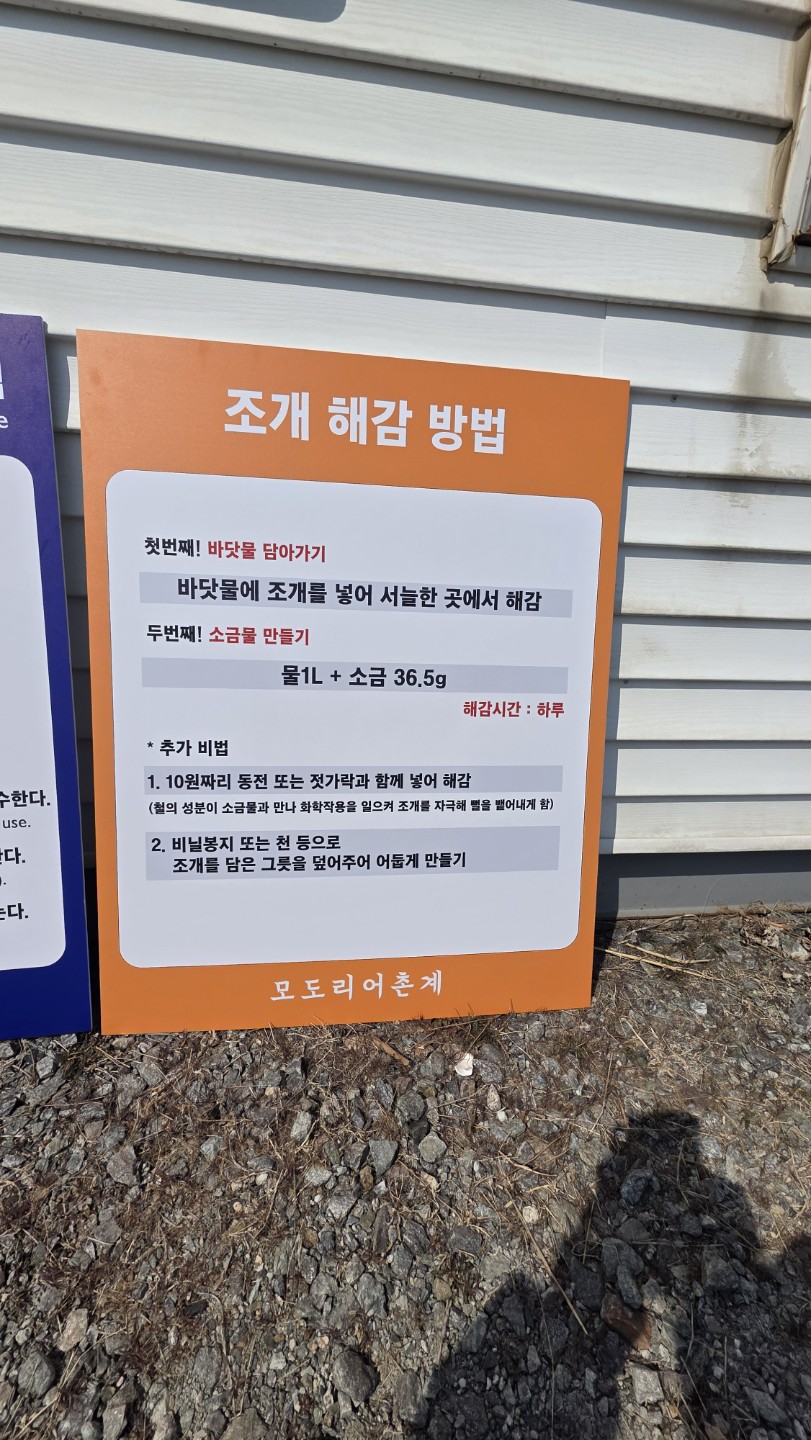 조개 해감 방법
첫번째! 바닷물 담아가기
바닷물에 조개를 넣어 서늘한 곳에서 해감
두번째! 소금물 만들기
물1L + 소금 36.5g
해감시간 : 하루
* 추가 비법
1. 10원짜리 동전 또는 젓가락과 함께 넣어 해감
(철의 성분이 소금물과 만나 화학작용을 일으켜 조개를 자극해 뻘을 뱉어내게 함)
2. 비닐봉지 또는 천 등으로
조개를 담은 그릇을 덮어주어 어둡게 만들기
모도리어촌계
수한다.
use.
다.
는다.